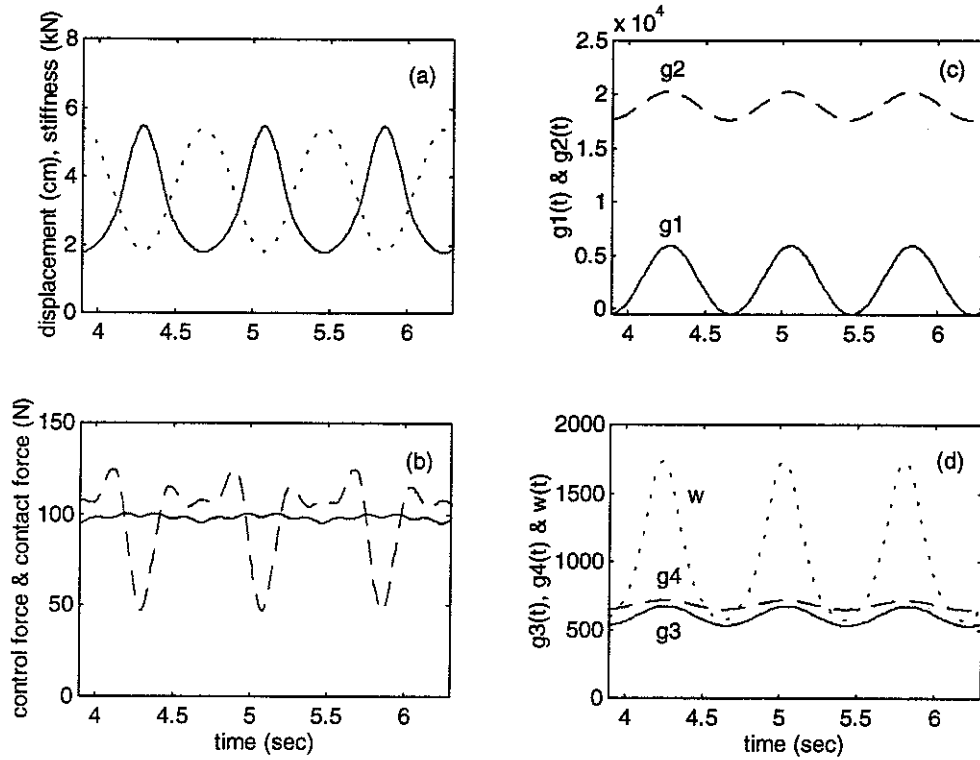 displacement (cm), stiffness (kN)
8
6
4
2
0
(a)
4
4.5
5
5.5
6
x 10^4
g1(t) & g2(t)
2.5
2
1.5
1
0.5
0
g2
(c)
g1
4
4.5
5
5.5
6
control force & contact force (N)
150
100
50
0
(b)
4
4.5
5
5.5
6
time (sec)
g3(t), g4(t) & w(t)
2000
1500
1000
500
0
(d)
w
g4
g3
4
4.5
5
5.5
6
time (sec)